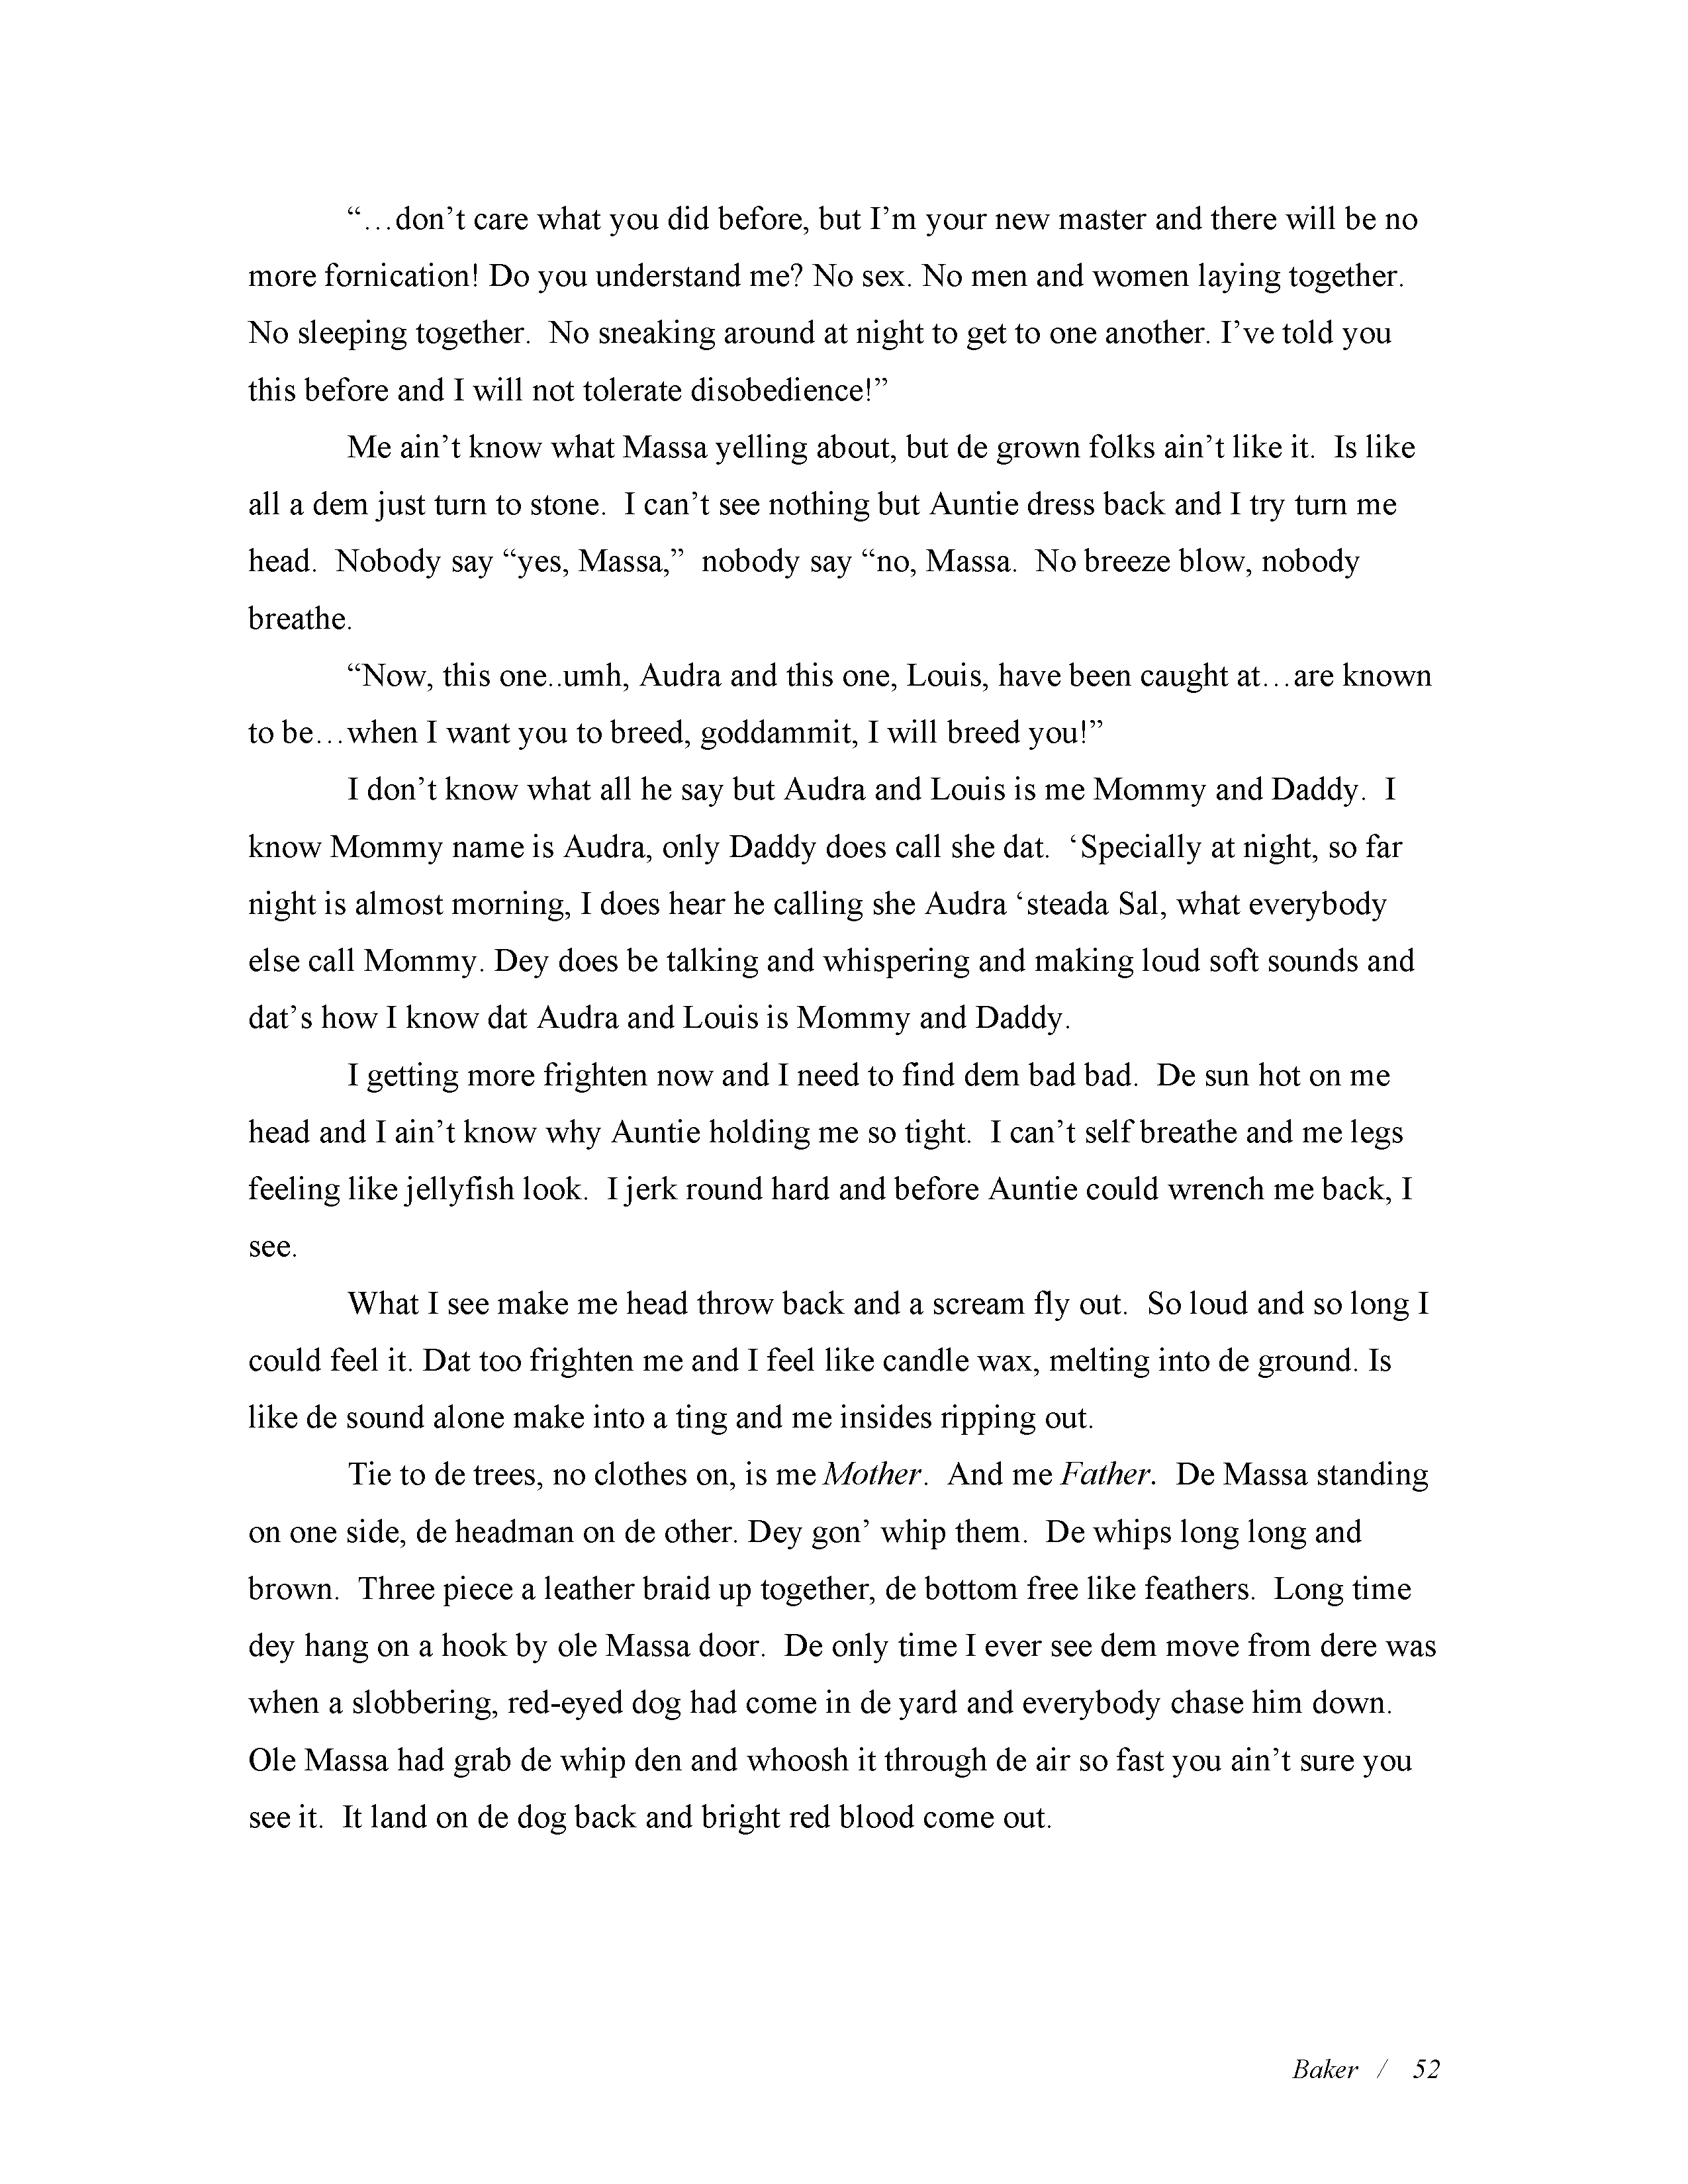 “…don’t care what you did before, but I’m your new master and there will be no
more fornication! Do you understand me? No sex. No men and women laying together.
No sleeping together.  No sneaking around at night to get to one another. I’ve told you
this before and I will not tolerate disobedience!”
Me ain’t know what Massa yelling about, but de grown folks ain’t like it.  Is like
all a dem just turn to stone.  I can’t see nothing but Auntie dress back and I try turn me
head.  Nobody say “yes, Massa,”  nobody say “no, Massa.  No breeze blow, nobody
breathe.
“Now, this one..umh, Audra and this one, Louis, have been caught at…are known
to be…when I want you to breed, goddammit, I will breed you!”
I don’t know what all he say but Audra and Louis is me Mommy and Daddy.  I
know Mommy name is Audra, only Daddy does call she dat.  ‘Specially at night, so far
night is almost morning, I does hear he calling she Audra ‘steada Sal, what everybody
else call Mommy. Dey does be talking and whispering and making loud soft sounds and
dat’s how I know dat Audra and Louis is Mommy and Daddy.
I getting more frighten now and I need to find dem bad bad.  De sun hot on me
head and I ain’t know why Auntie holding me so tight.  I can’t self breathe and me legs
feeling like jellyfish look.  I jerk round hard and before Auntie could wrench me back, I
see.
What I see make me head throw back and a scream fly out.  So loud and so long I
could feel it. Dat too frighten me and I feel like candle wax, melting into de ground. Is
like de sound alone make into a ting and me insides ripping out.
Tie to de trees, no clothes on, is me Mother.  And me Father.  De Massa standing
on one side, de headman on de other. Dey gon’ whip them.  De whips long long and
brown.  Three piece a leather braid up together, de bottom free like feathers.  Long time
dey hang on a hook by ole Massa door.  De only time I ever see dem move from dere was
when a slobbering, red-eyed dog had come in de yard and everybody chase him down.
Ole Massa had grab de whip den and whoosh it through de air so fast you ain’t sure you
see it.  It land on de dog back and bright red blood come out.
Baker / 52